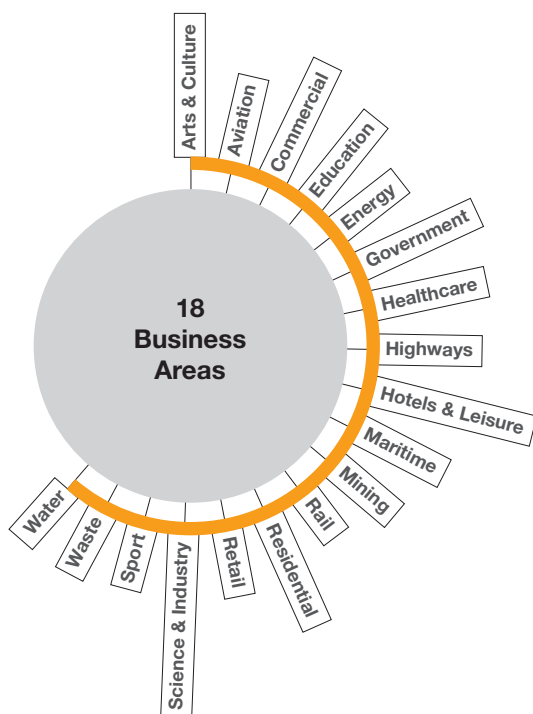 Arts & Culture
Aviation
Commercial
Education
Energy
Government
Healthcare
Highways
Hotels & Leisure
Maritime
Mining
Rail
Residential
Retail
Science & Industry
Sport
Waste
Water
18
Business
Areas